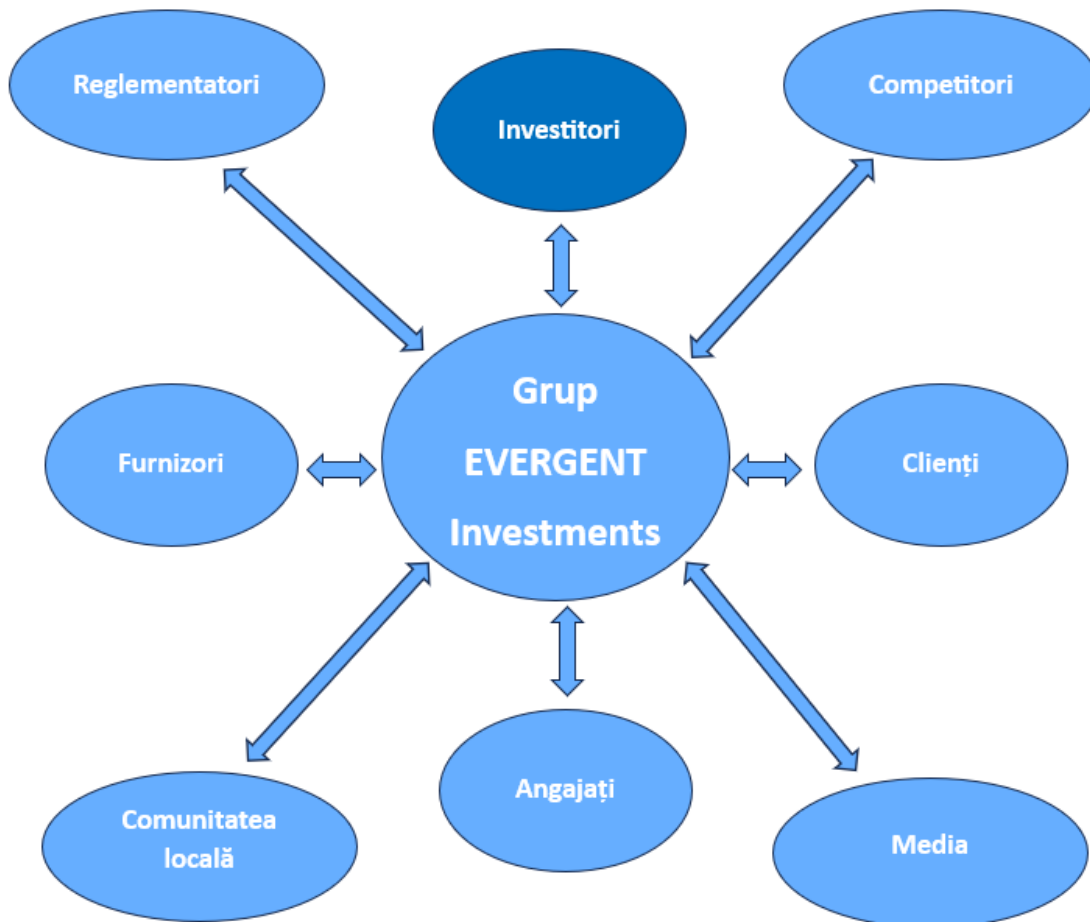 Reglementatori
Competitori
Investitori
Grup
EVERGENT
Investments
Furnizori
Clienți
Comunitatea
locală
Angajați
Media